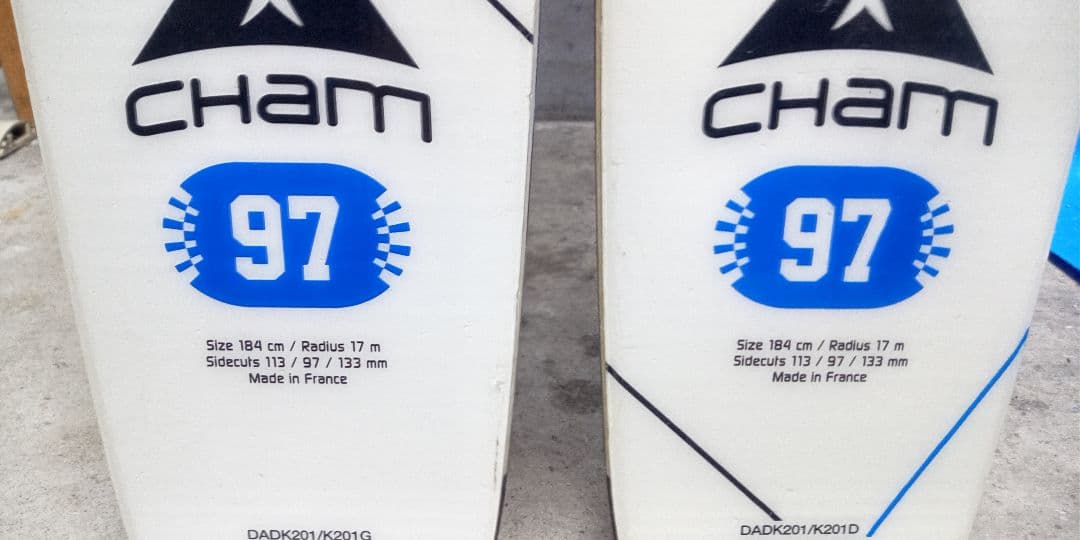 CHAM
97
Size 184 cm / Radius 17 m
Sidecuts 113 / 97 / 133 mm
Made in France
DADK201/K201G
CHAM
97
Size 184 cm / Radius 17 m
Sidecuts 113 / 97 / 133 mm
Made in France
DADK201/K201D